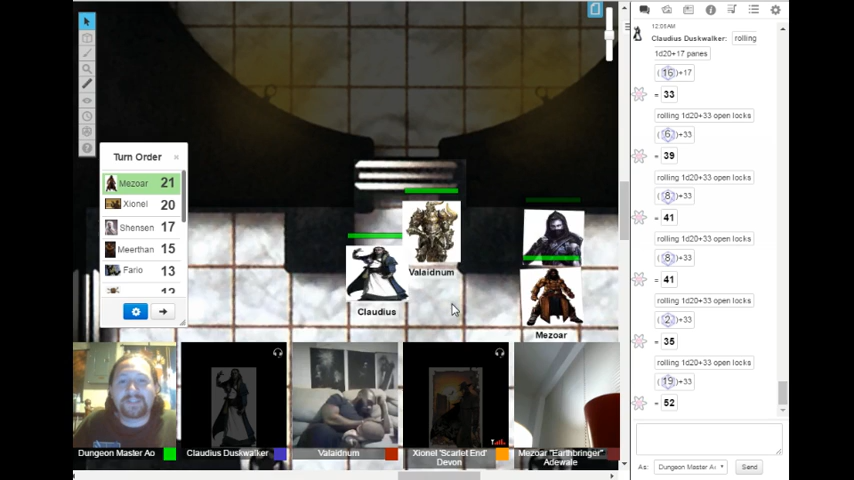 Turn Order ×
Mezoar 21
Xionel 20
Shensen 17
Meerthan 15
Fario 13
12
Valaidnum
Claudius
Mezoar
Dungeon Master Ao
Claudius Duskwalker
Valaidnum
Xionel 'Scarlet End'
Devon
Mezoar "Earthbringer"
Adewale
12:06AM
Claudius Duskwalker: rolling
1d20+17 panes
(16)+17
= 33
rolling 1d20+33 open locks
(6)+33
= 39
rolling 1d20+33 open locks
(8)+33
= 41
rolling 1d20+33 open locks
(8)+33
= 41
rolling 1d20+33 open locks
(2)+33
= 35
rolling 1d20+33 open locks
(19)+33
= 52
As: Dungeon Master Ao Send